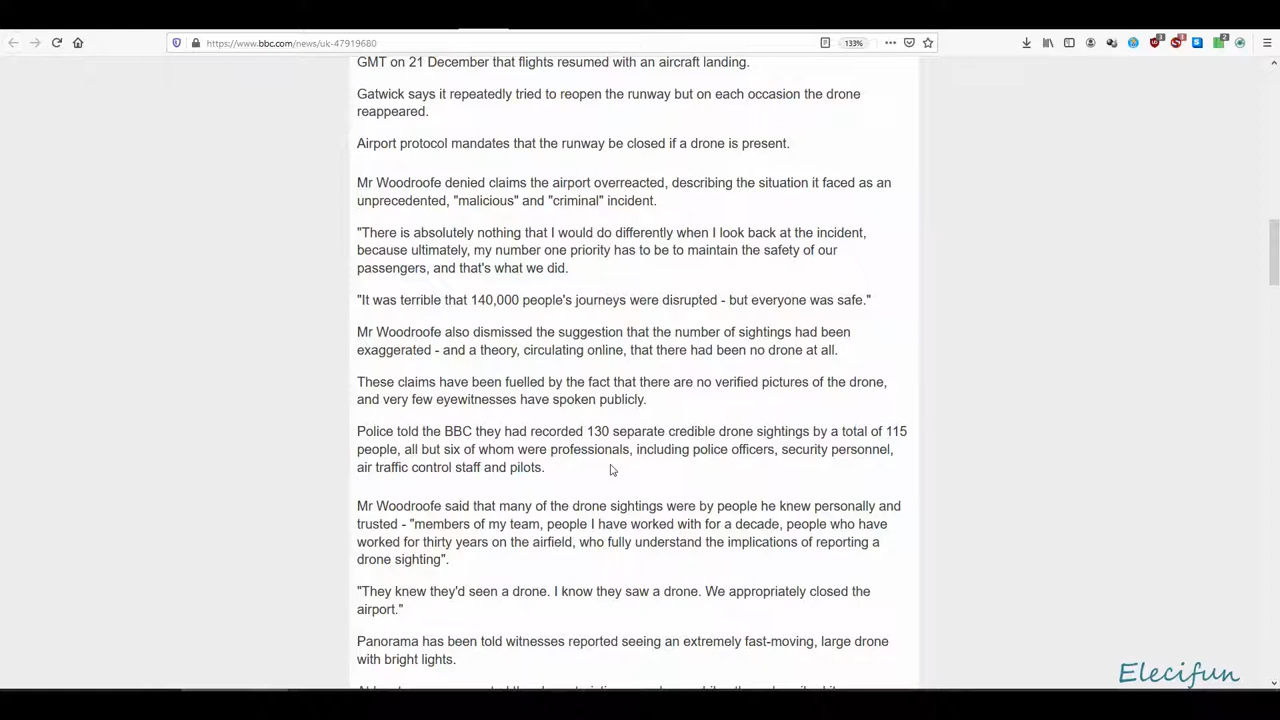 https://www.bbc.com/news/uk-47919680
133%
GMT on 21 December that flights resumed with an aircraft landing.
Gatwick says it repeatedly tried to reopen the runway but on each occasion the drone
reappeared.
Airport protocol mandates that the runway be closed if a drone is present.
Mr Woodroofe denied claims the airport overreacted, describing the situation it faced as an
unprecedented, "malicious" and "criminal" incident.
"There is absolutely nothing that I would do differently when I look back at the incident,
because ultimately, my number one priority has to be to maintain the safety of our
passengers, and that's what we did.
"It was terrible that 140,000 people's journeys were disrupted - but everyone was safe."
Mr Woodroofe also dismissed the suggestion that the number of sightings had been
exaggerated - and a theory, circulating online, that there had been no drone at all.
These claims have been fuelled by the fact that there are no verified pictures of the drone,
and very few eyewitnesses have spoken publicly.
Police told the BBC they had recorded 130 separate credible drone sightings by a total of 115
people, all but six of whom were professionals, including police officers, security personnel,
air traffic control staff and pilots.
Mr Woodroofe said that many of the drone sightings were by people he knew personally and
trusted - "members of my team, people I have worked with for a decade, people who have
worked for thirty years on the airfield, who fully understand the implications of reporting a
drone sighting".
"They knew they'd seen a drone. I know they saw a drone. We appropriately closed the
airport."
Panorama has been told witnesses reported seeing an extremely fast-moving, large drone
with bright lights.
Elecifun